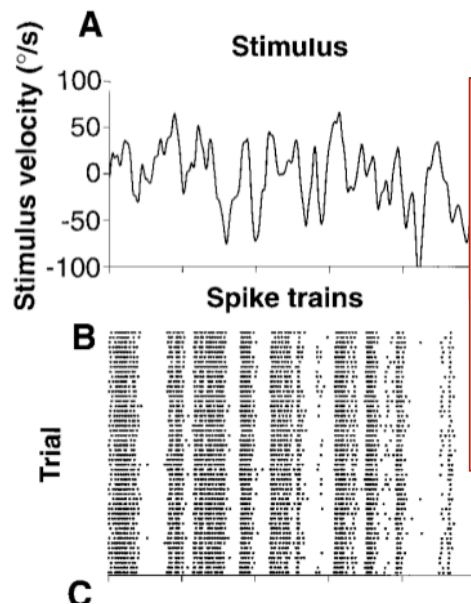 A
Stimulus
Stimulus velocity (°/s)
100
50
0
-50
-100
Spike trains
B
Trial
C